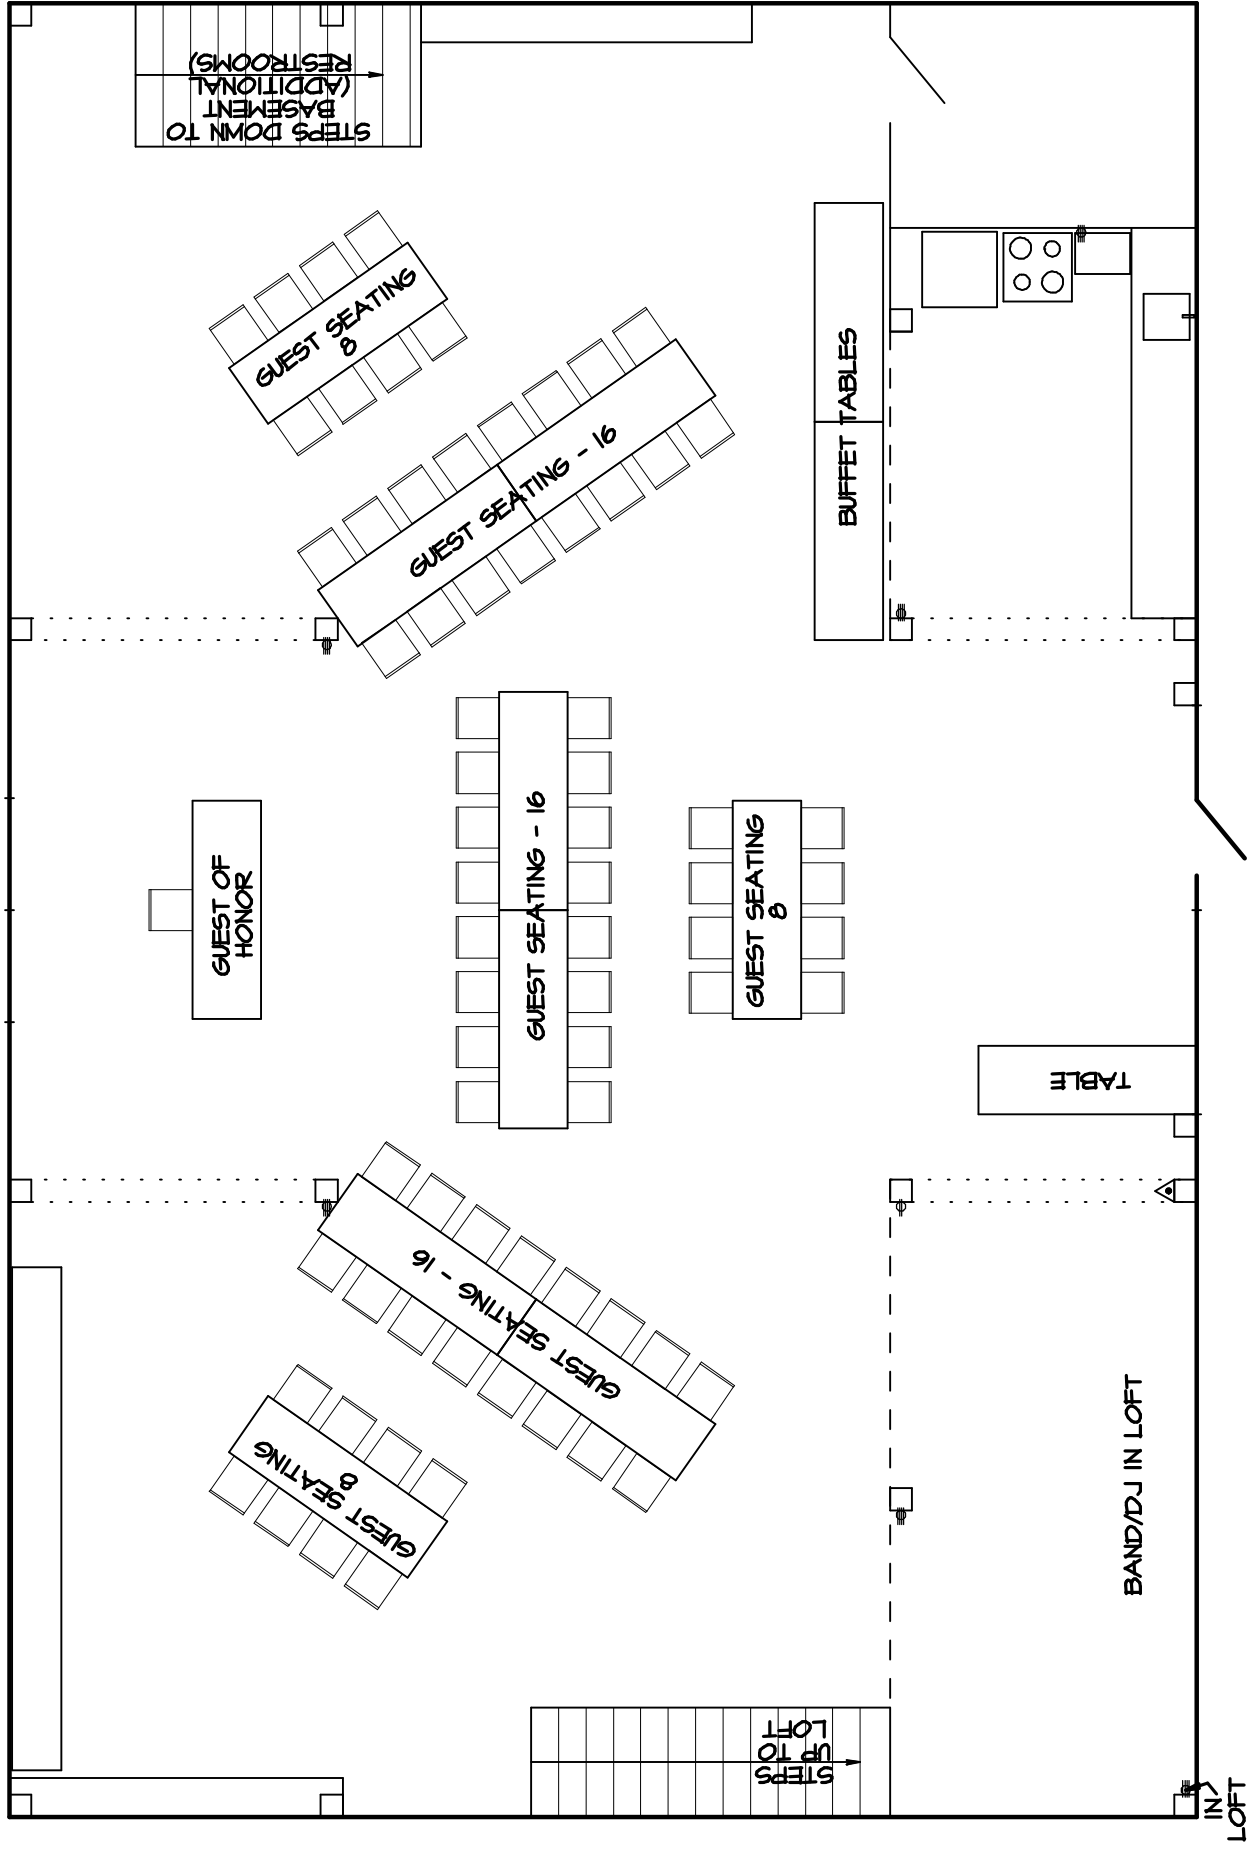 STEPS DOWN TO
BASEMENT
(ADDITIONAL
RESTROOMS)
GUEST SEATING
8
GUEST SEATING - 16
BUFFET TABLES
GUEST SEATING - 16
GUEST SEATING
8
GUEST OF
HONOR
TABLE
GUEST SEATING - 16
GUEST SEATING
8
BAND/DJ IN LOFT
STEPS
UP TO
LOFT
IN
LOFT